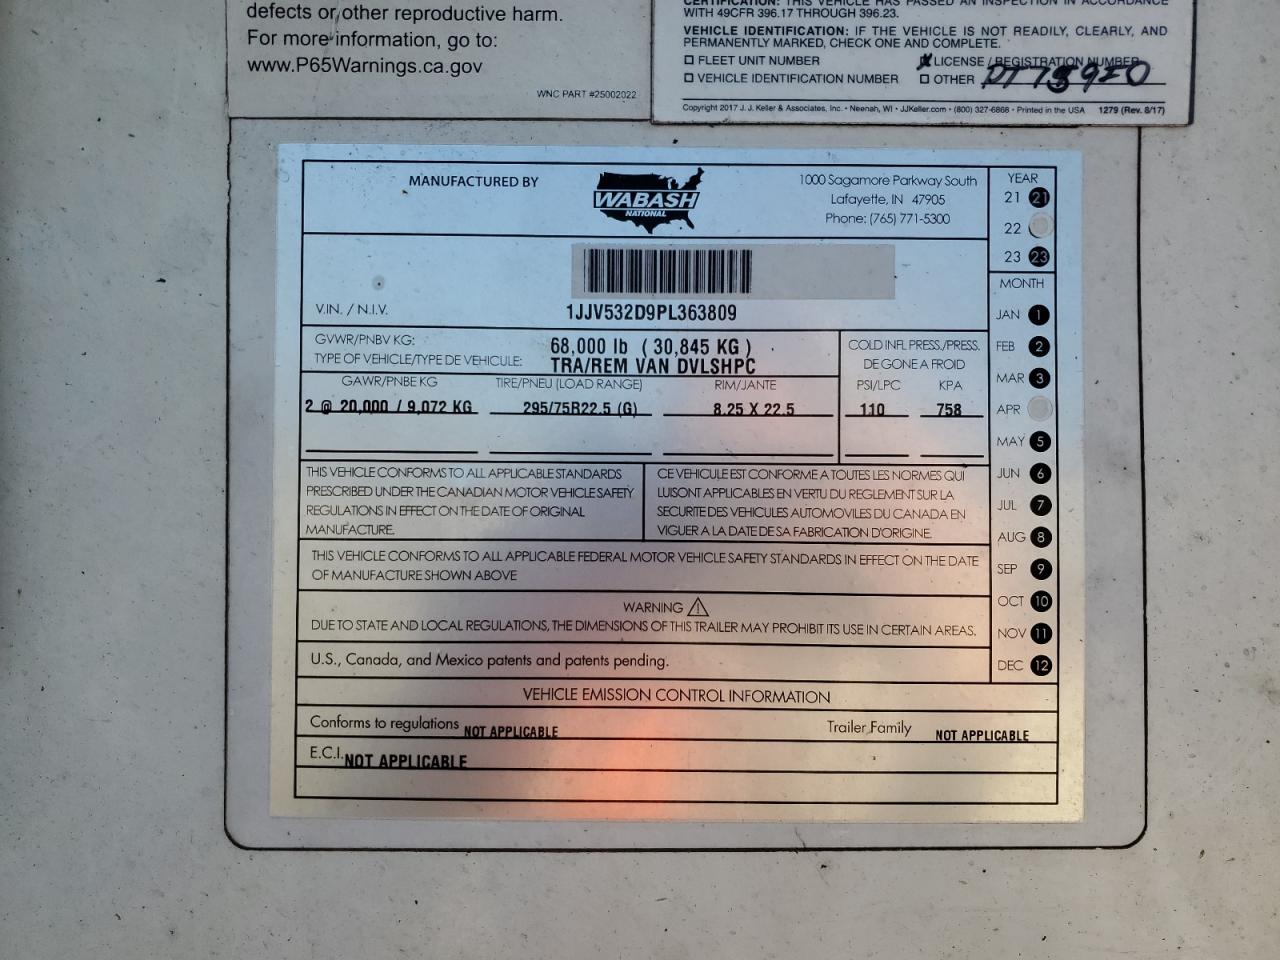 defects or other reproductive harm.
For more information, go to:
www.P65Warnings.ca.gov
WNC PART #25002022
CERTIFICATION: THIS VEHICLE HAS PASSED AN INSPECTION IN ACCORDANCE
WITH 49CFR 396.17 THROUGH 396.23.
VEHICLE IDENTIFICATION: IF THE VEHICLE IS NOT READILY, CLEARLY, AND
PERMANENTLY MARKED, CHECK ONE AND COMPLETE.
FLEET UNIT NUMBER
LICENSE / REGISTRATION NUMBER
VEHICLE IDENTIFICATION NUMBER
OTHER
Copyright 2017 J. J. Keller & Associates, Inc. • Neenah, WI • JJKeller.com • (800) 327-6868 • Printed in the USA 1279 (Rev. 8/17)
MANUFACTURED BY
WABASH
NATIONAL
1000 Sagamore Parkway South
Lafayette, IN 47905
Phone: (765) 771-5300
YEAR
21 21
22
23 23
V.I.N. / N.I.V.
1JJV532D9PL363809
MONTH
JAN 1
FEB 2
MAR 3
APR
MAY 5
JUN 6
JUL 7
AUG 8
SEP 9
OCT 10
NOV 11
DEC 12
GVWR/PNBV KG: 68,000 lb ( 30,845 KG )
TYPE OF VEHICLE/TYPE DE VEHICULE: TRA/REM VAN DVLSHPC
COLD INFL PRESS./PRESS.
DE GONE A FROID
GAWR/PNBE KG TIRE/PNEU (LOAD RANGE) RIM/JANTE PSI/LPC KPA
2 @ 20,000 / 9,072 KG 295/75R22.5 (G) 8.25 X 22.5 110 758
THIS VEHICLE CONFORMS TO ALL APPLICABLE STANDARDS
PRESCRIBED UNDER THE CANADIAN MOTOR VEHICLE SAFETY
REGULATIONS IN EFFECT ON THE DATE OF ORIGINAL
MANUFACTURE.
CE VEHICULE EST CONFORME A TOUTES LES NORMES QUI
LUI SONT APPLICABLES EN VERTU DU REGLEMENT SUR LA
SECURITE DES VEHICULES AUTOMOVILES DU CANADA EN
VIGUER A LA DATE DE SA FABRICATION D'ORIGINE.
THIS VEHICLE CONFORMS TO ALL APPLICABLE FEDERAL MOTOR VEHICLE SAFETY STANDARDS IN EFFECT ON THE DATE
OF MANUFACTURE SHOWN ABOVE
WARNING
DUE TO STATE AND LOCAL REGULATIONS, THE DIMENSIONS OF THIS TRAILER MAY PROHIBIT ITS USE IN CERTAIN AREAS.
U.S., Canada, and Mexico patents and patents pending.
VEHICLE EMISSION CONTROL INFORMATION
Conforms to regulations NOT APPLICABLE Trailer Family NOT APPLICABLE
E.C.I. NOT APPLICABLE